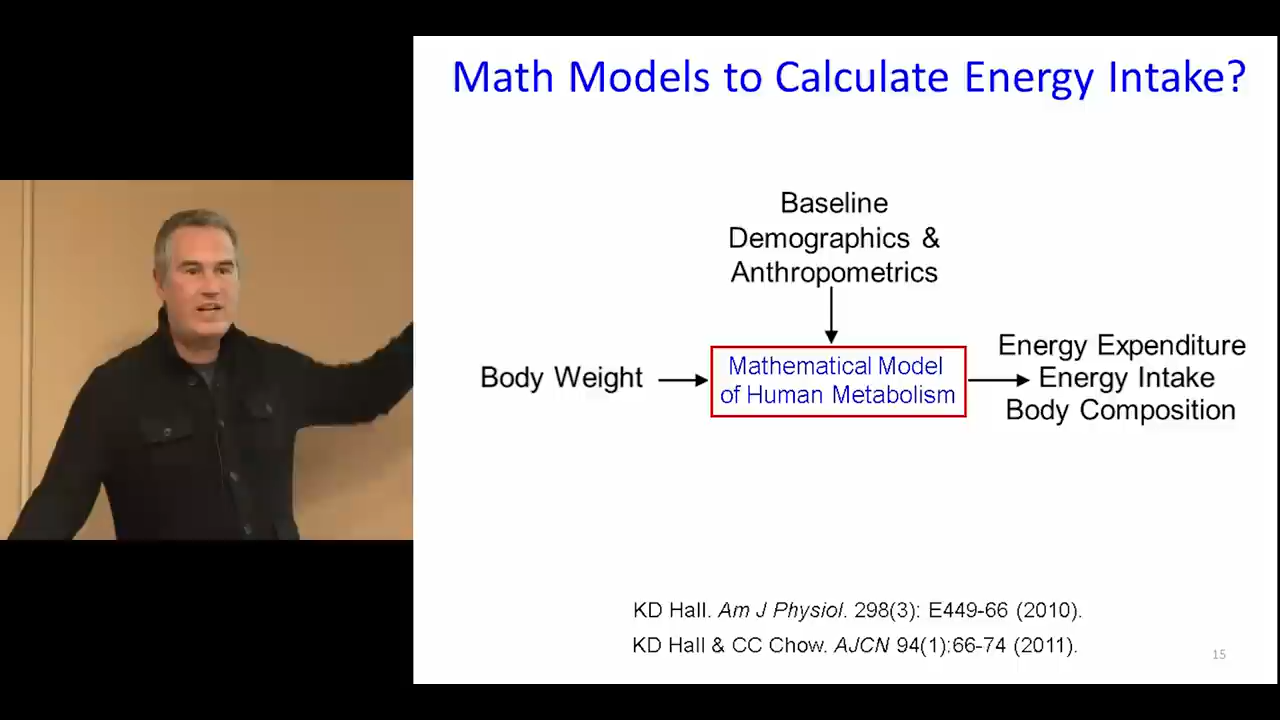 Math Models to Calculate Energy Intake?
Baseline
Demographics &
Anthropometrics
Body Weight
Mathematical Model
of Human Metabolism
Energy Expenditure
Energy Intake
Body Composition
KD Hall. Am J Physiol. 298(3): E449-66 (2010).
KD Hall & CC Chow. AJCN 94(1):66-74 (2011).
15